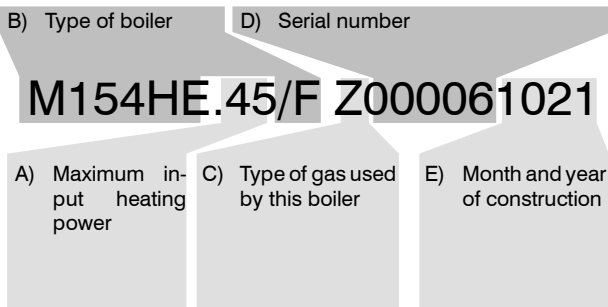 B) Type of boiler D) Serial number
M154HE.45/F Z000061021
A) Maximum in-
put heating
power
C) Type of gas used
by this boiler
E) Month and year
of construction